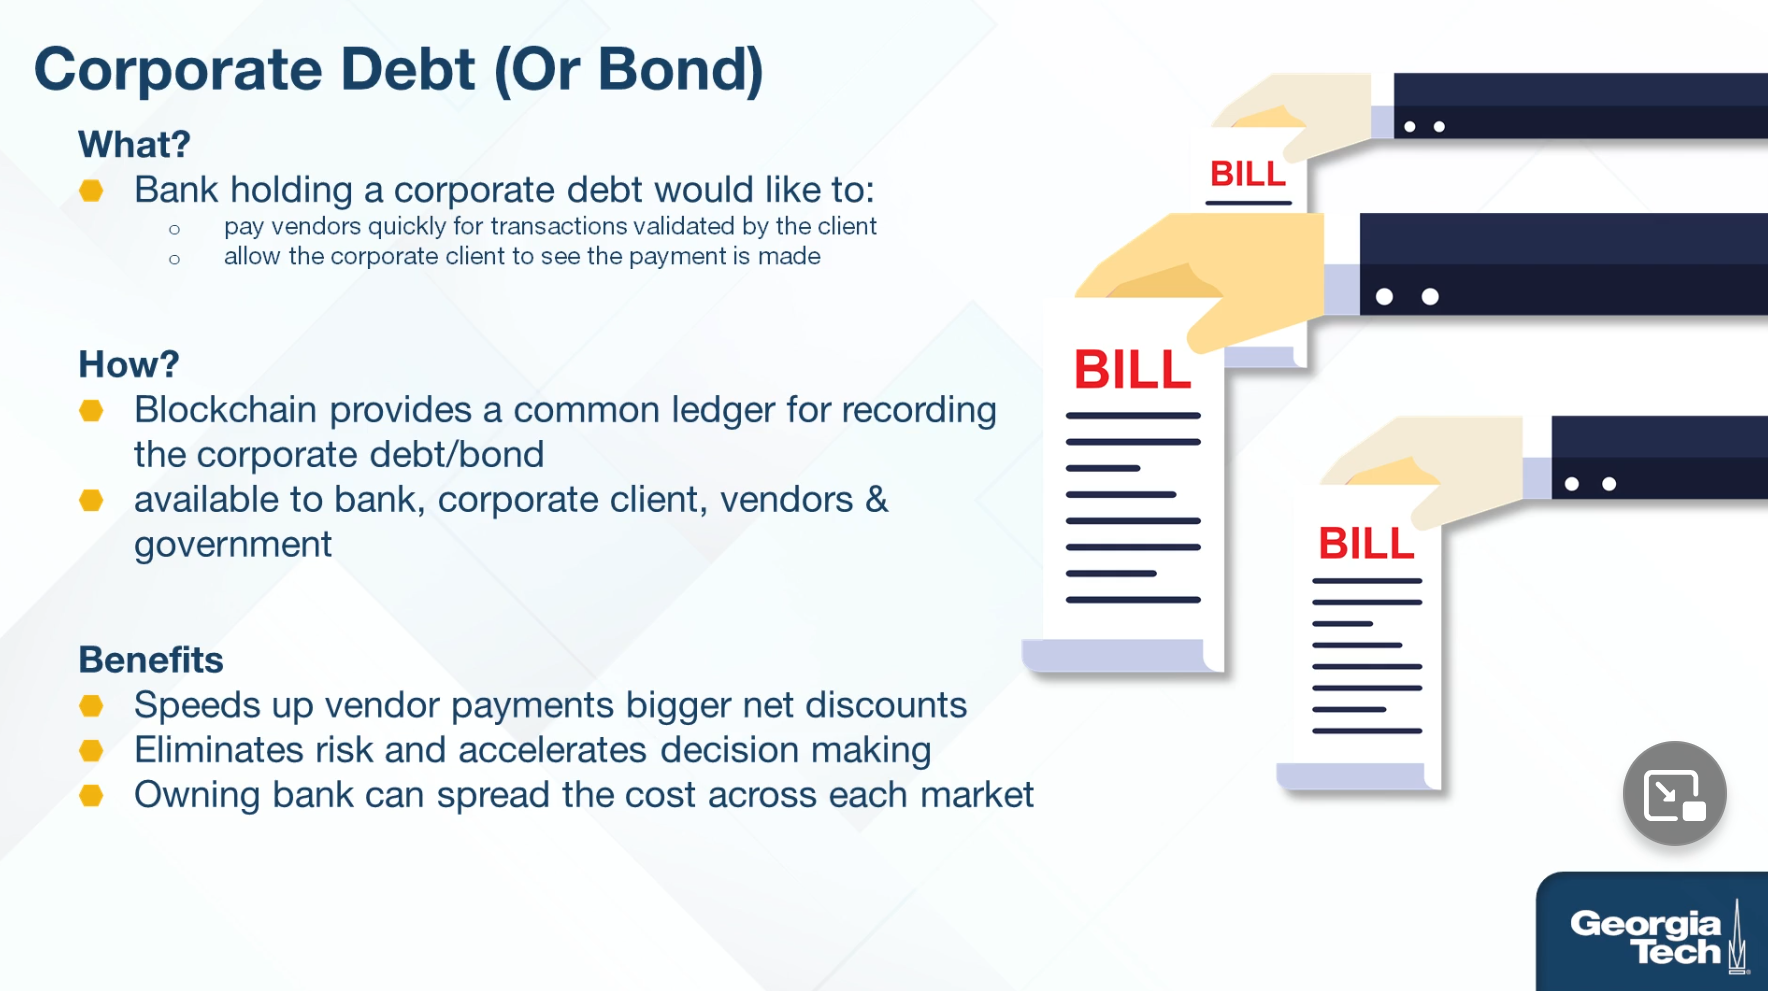 Corporate Debt (Or Bond)
What?
Bank holding a corporate debt would like to:
pay vendors quickly for transactions validated by the client
allow the corporate client to see the payment is made
How?
Blockchain provides a common ledger for recording
the corporate debt/bond
available to bank, corporate client, vendors &
government
Benefits
Speeds up vendor payments bigger net discounts
Eliminates risk and accelerates decision making
Owning bank can spread the cost across each market
BILL
BILL
BILL
Georgia
Tech